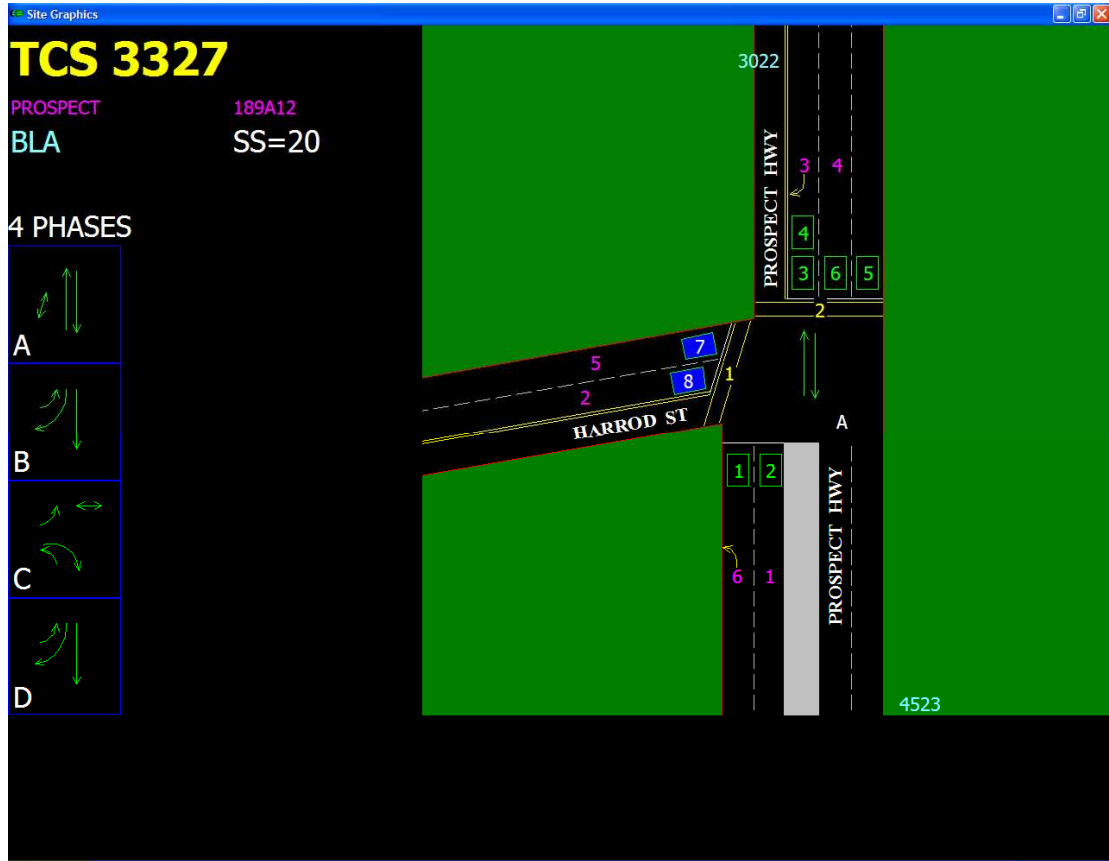 Site Graphics
TCS 3327
PROSPECT 189A12
BLA SS=20
4 PHASES
A
B
C
D
3022
PROSPECT HWY
3 4
4
3 6 5
2
7
5
8 1
2
HARROD ST
A
1 2
PROSPECT HWY
6 1
4523